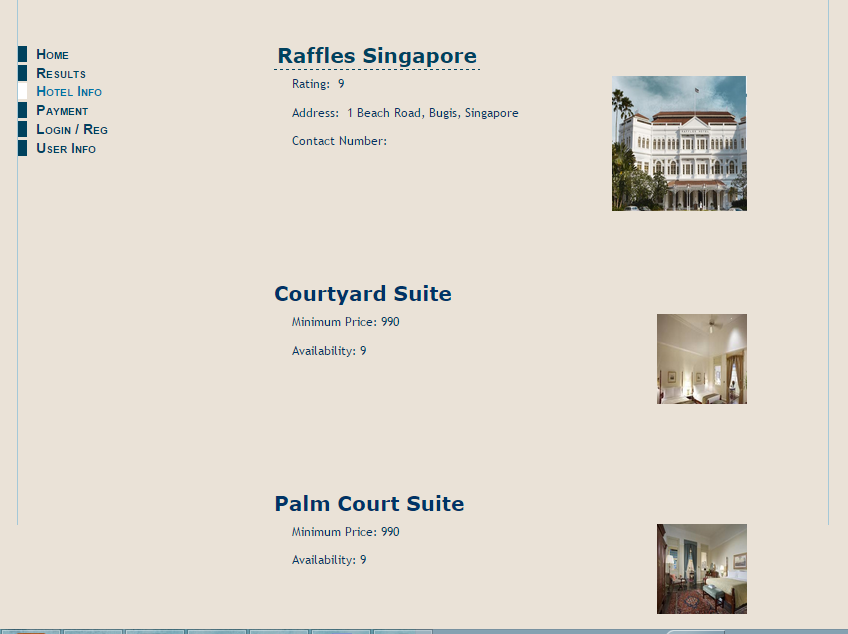 Home
Results
Hotel Info
Payment
Login / Reg
User Info
Raffles Singapore
Rating: 9
Address: 1 Beach Road, Bugis, Singapore
Contact Number:
Courtyard Suite
Minimum Price: 990
Availability: 9
Palm Court Suite
Minimum Price: 990
Availability: 9